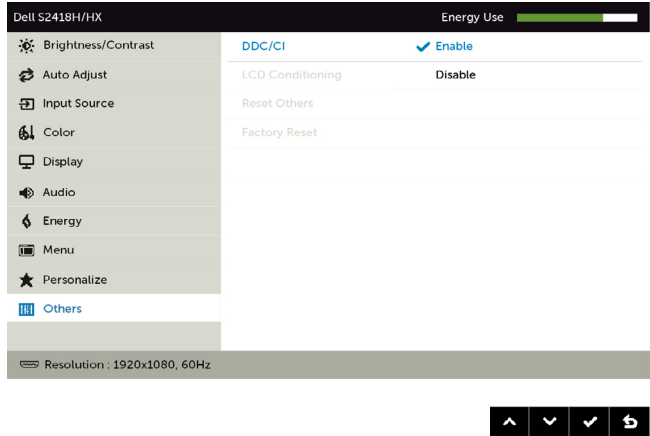 Dell S2418H/HX Energy Use
Brightness/Contrast DDC/CI Enable
Auto Adjust LCD Conditioning Disable
Input Source Reset Others
Color Factory Reset
Display
Audio
Energy
Menu
Personalize
Others
Resolution : 1920x1080, 60Hz